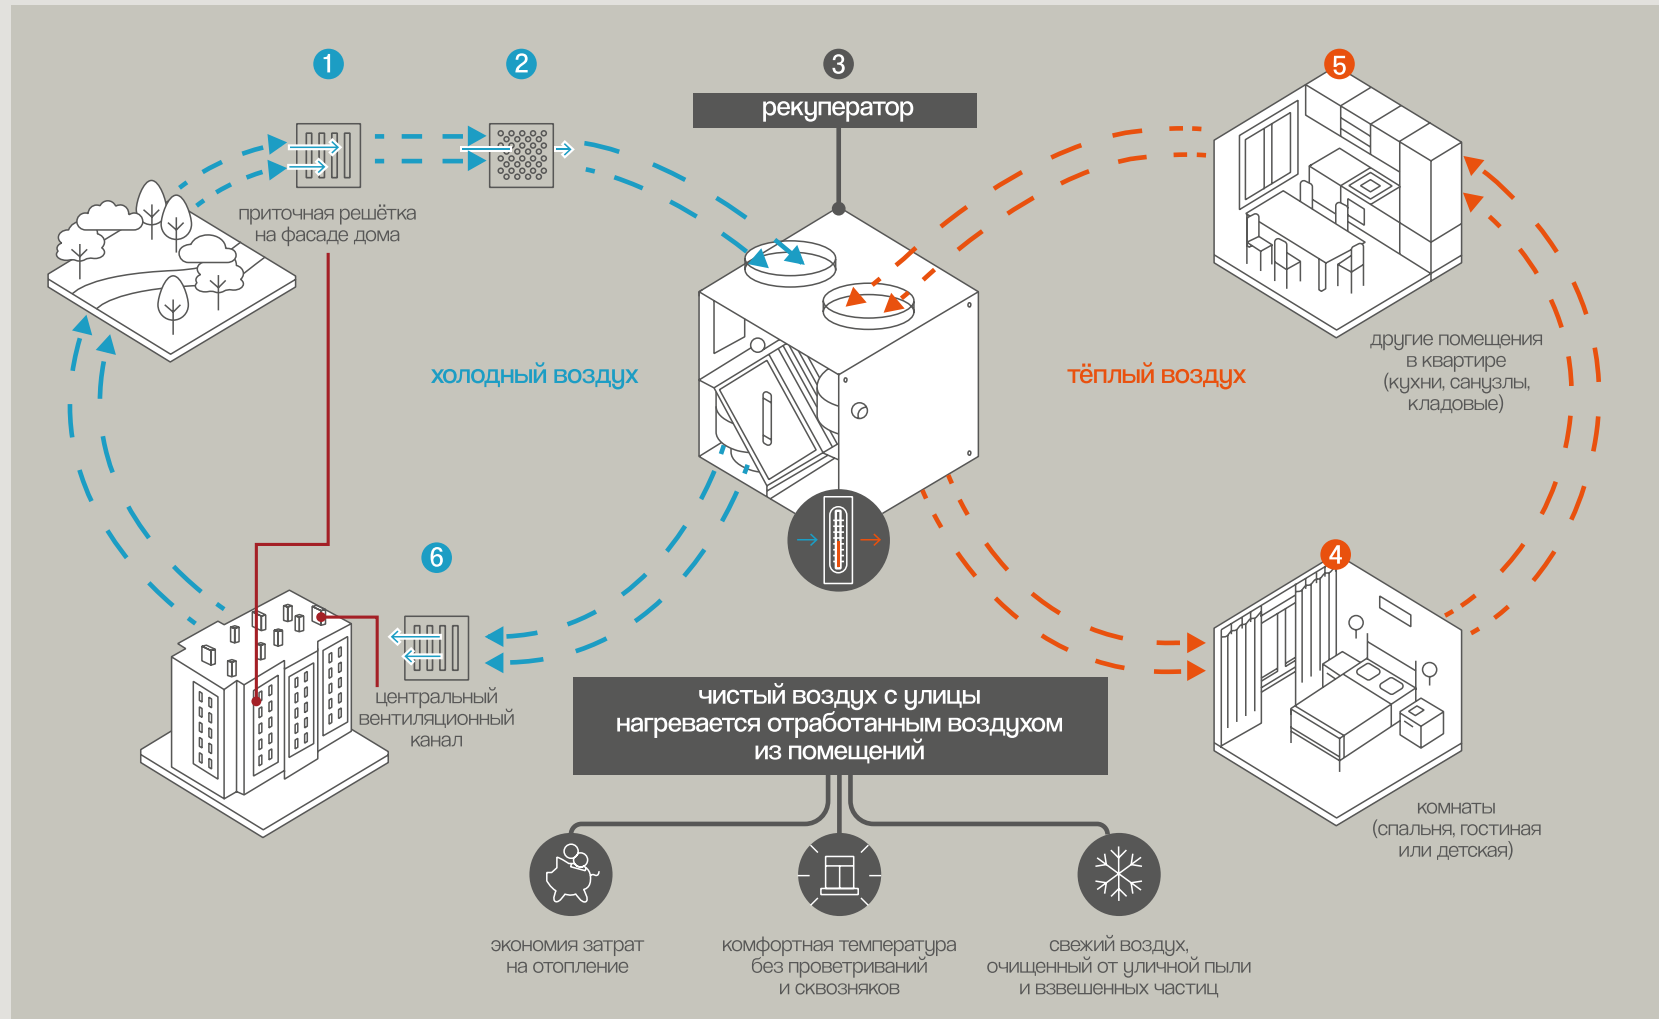 1
2
3
рекуператор
5
приточная решётка
на фасаде дома
холодный воздух
тёплый воздух
другие помещения
в квартире
(кухни, санузлы,
кладовые)
6
4
центральный
вентиляционный
канал
чистый воздух с улицы
нагревается отработанным воздухом
из помещений
комнаты
(спальня, гостиная
или детская)
экономия затрат
на отопление
комфортная температура
без проветриваний
и сквозняков
свежий воздух,
очищенный от уличной пыли
и взвешенных частиц